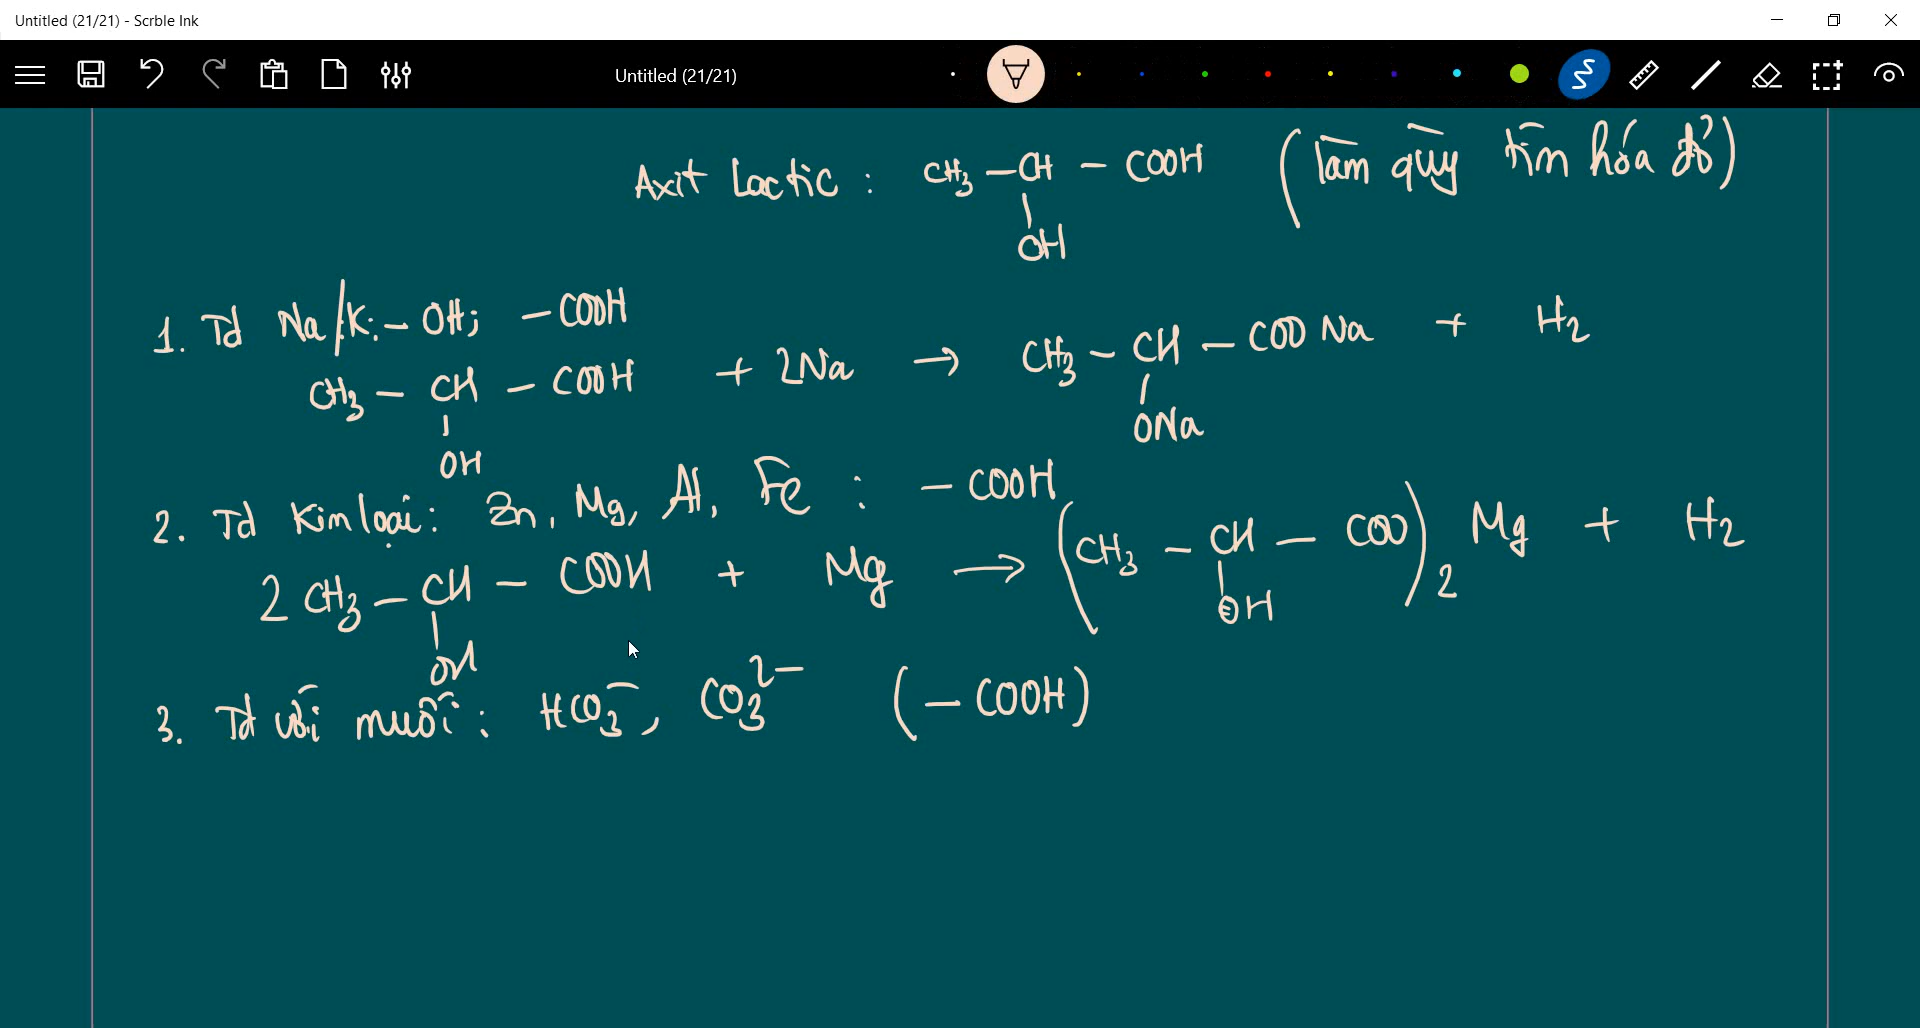 Untitled (21/21) - Scrble Ink
Untitled (21/21)
Axit Lactic : CH3 – CH – COOH (làm quỳ tím hóa đỏ)
OH
1. Td Na/K: – OH; – COOH
CH3 – CH – COOH + 2Na → CH3 – CH – COONa + H2
OH ONa
2. Td Kim loại: Zn, Mg, Al, Fe : – COOH
2 CH3 – CH – COOH + Mg → (CH3 – CH – COO)2 Mg + H2
OH OH
3. Td với muối: HCO3⁻, CO3²⁻ (– COOH)